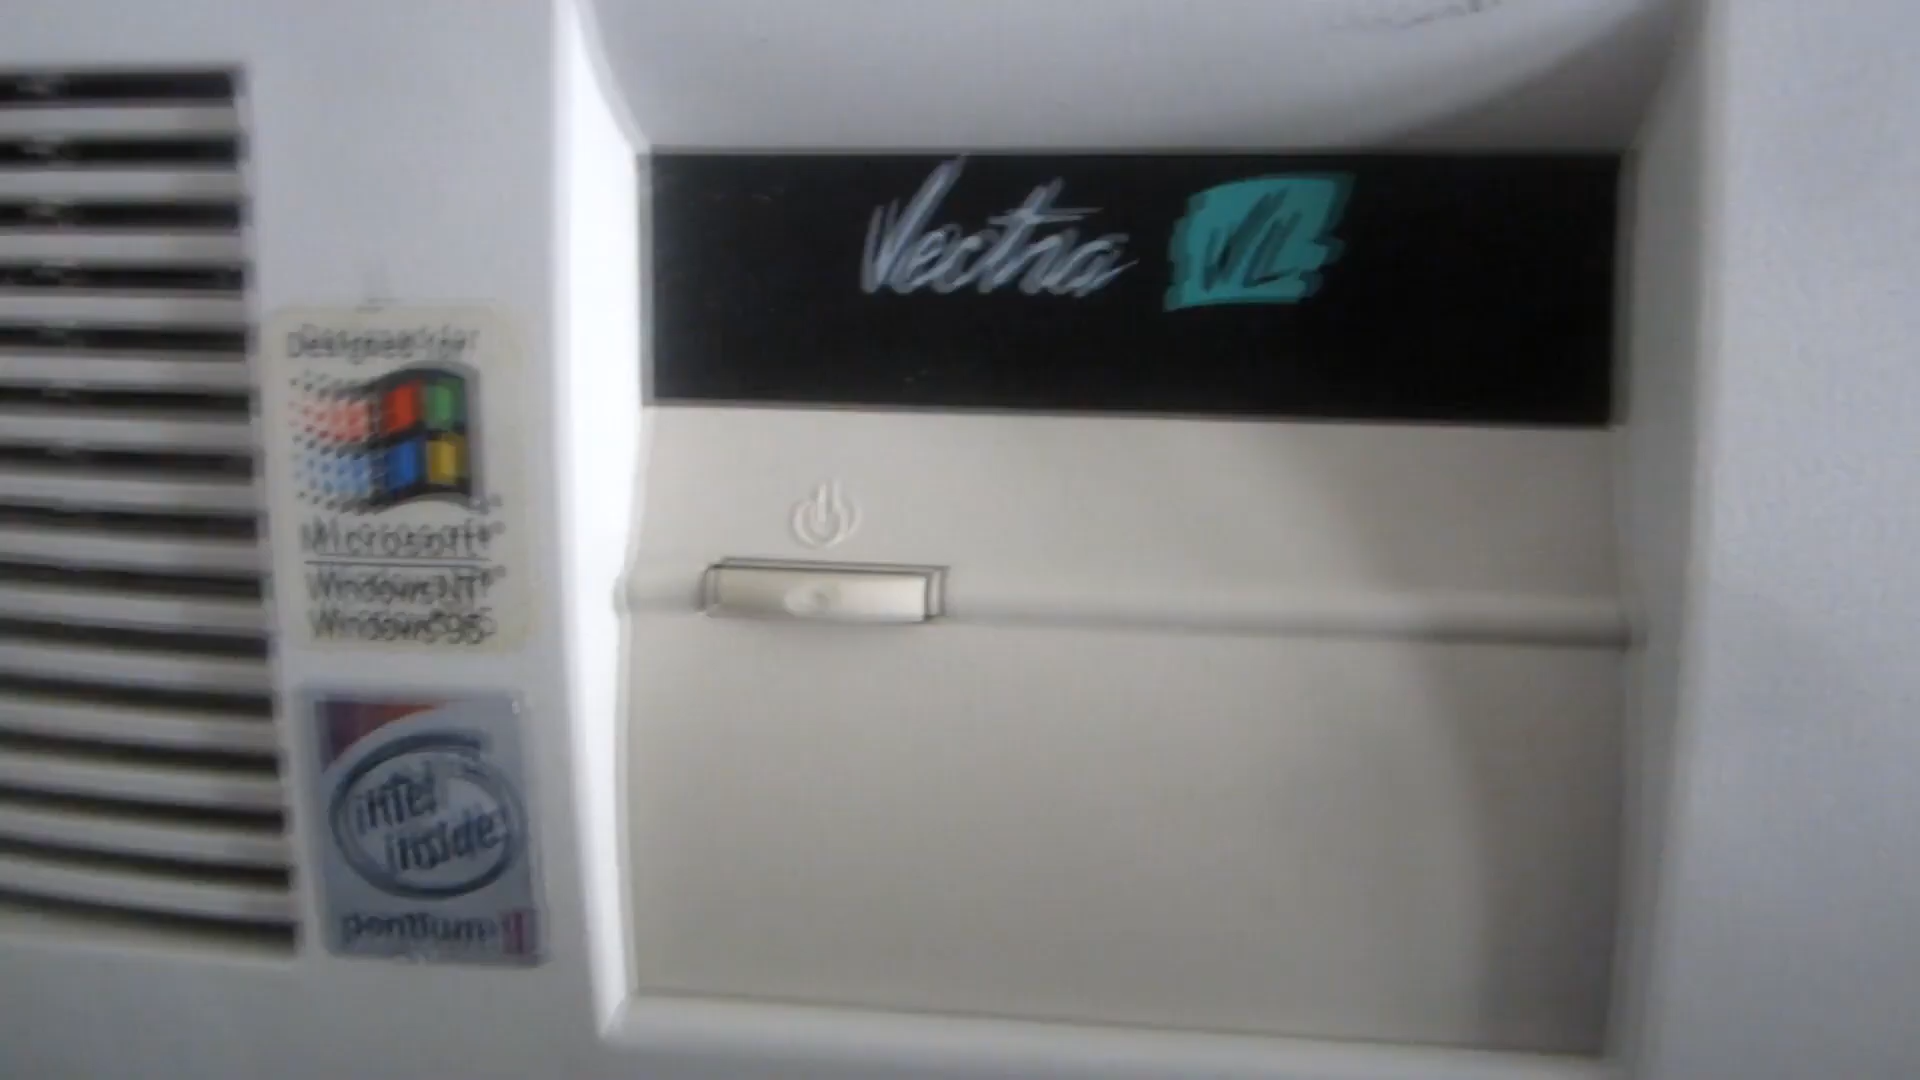 Vectra VL
Designed for
Microsoft®
Windows NT®
Windows 95
intel
inside
pentium II